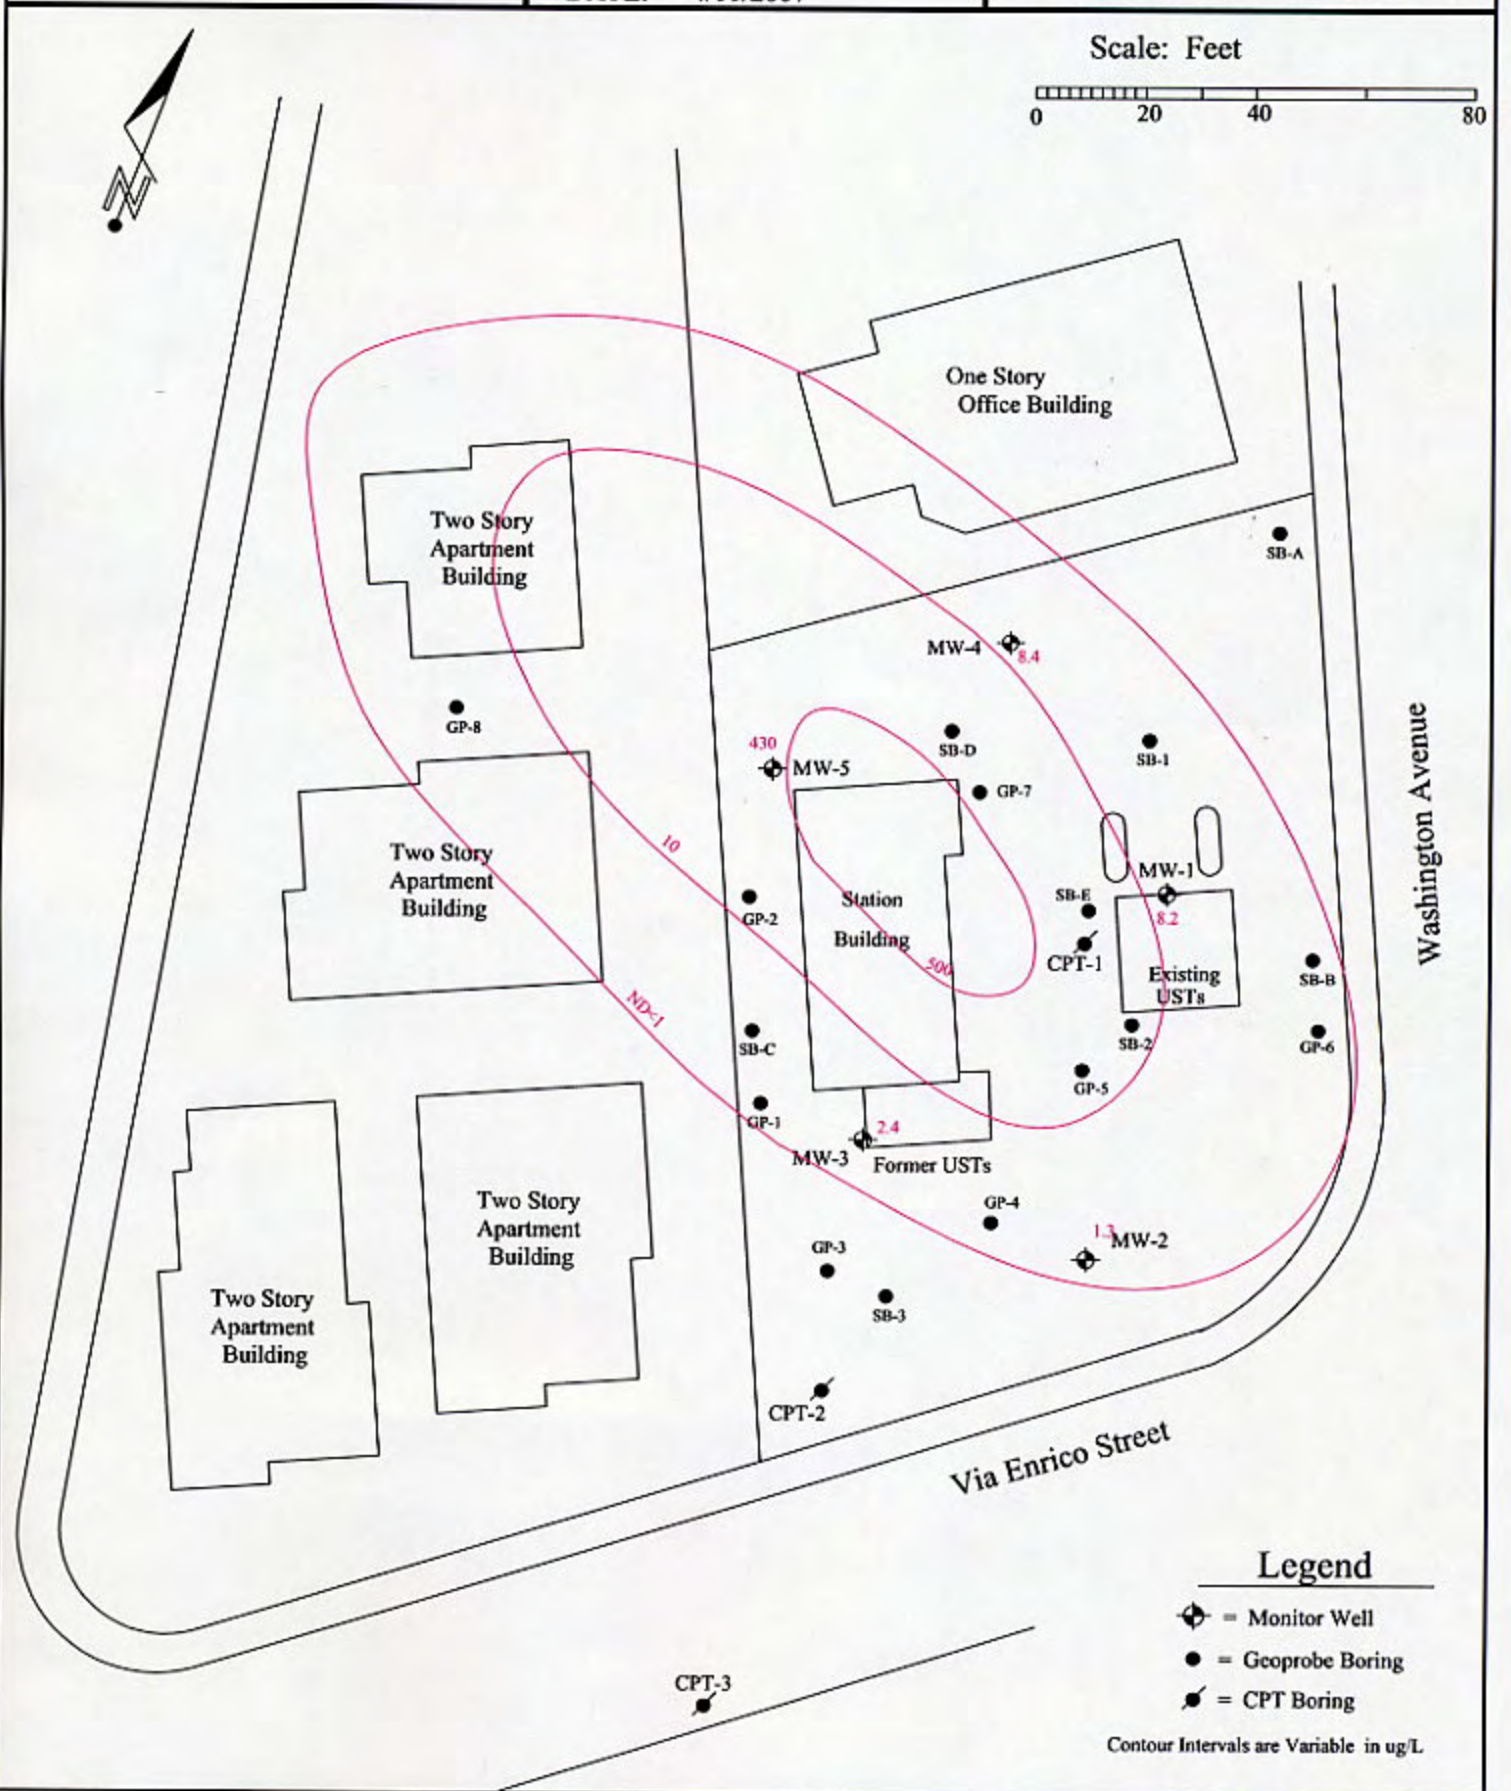 Scale: Feet
0 20 40 80
One Story
Office Building
SB-A
Two Story
Apartment
Building
MW-4
8.4
GP-8
430
MW-5
SB-D
SB-1
GP-7
Washington Avenue
10
Two Story
Apartment
Building
MW-1
8.2
SB-E
GP-2
Station
Building
500
CPT-1
Existing
USTs
SB-B
ND<1
SB-C
SB-2
GP-6
GP-5
GP-1
2.4
MW-3
Former USTs
GP-4
1.3
MW-2
Two Story
Apartment
Building
GP-3
SB-3
Two Story
Apartment
Building
CPT-2
Via Enrico Street
Legend
= Monitor Well
= Geoprobe Boring
= CPT Boring
CPT-3
Contour Intervals are Variable in ug/L